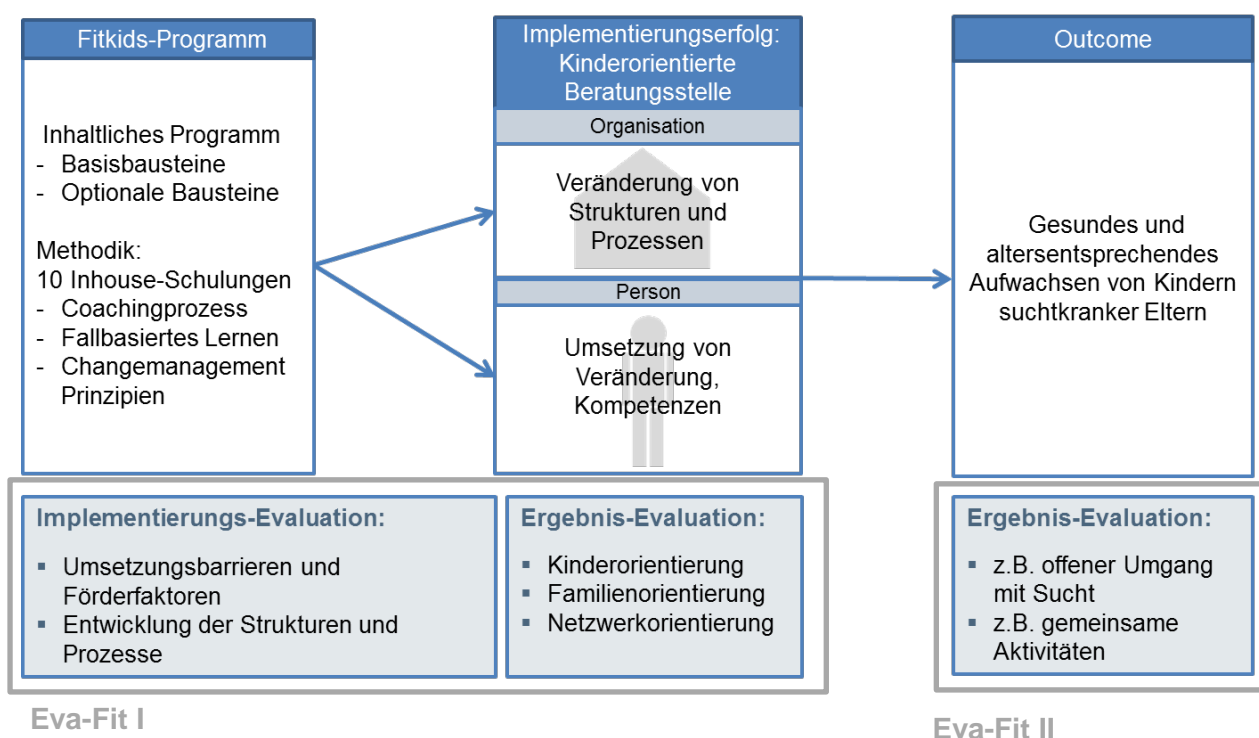 Fitkids-Programm
Inhaltliches Programm
- Basisbausteine
- Optionale Bausteine
Methodik:
10 Inhouse-Schulungen
- Coachingprozess
- Fallbasiertes Lernen
- Changemanagement
Prinzipien
Implementierungserfolg:
Kinderorientierte
Beratungsstelle
Organisation
Veränderung von
Strukturen und
Prozessen
Person
Umsetzung von
Veränderung,
Kompetenzen
Outcome
Gesundes und
altersentsprechendes
Aufwachsen von Kindern
suchtkranker Eltern
Implementierungs-Evaluation:
▪ Umsetzungsbarrieren und
Förderfaktoren
▪ Entwicklung der Strukturen und
Prozesse
Ergebnis-Evaluation:
▪ Kinderorientierung
▪ Familienorientierung
▪ Netzwerkorientierung
Ergebnis-Evaluation:
▪ z.B. offener Umgang
mit Sucht
▪ z.B. gemeinsame
Aktivitäten
Eva-Fit I
Eva-Fit II